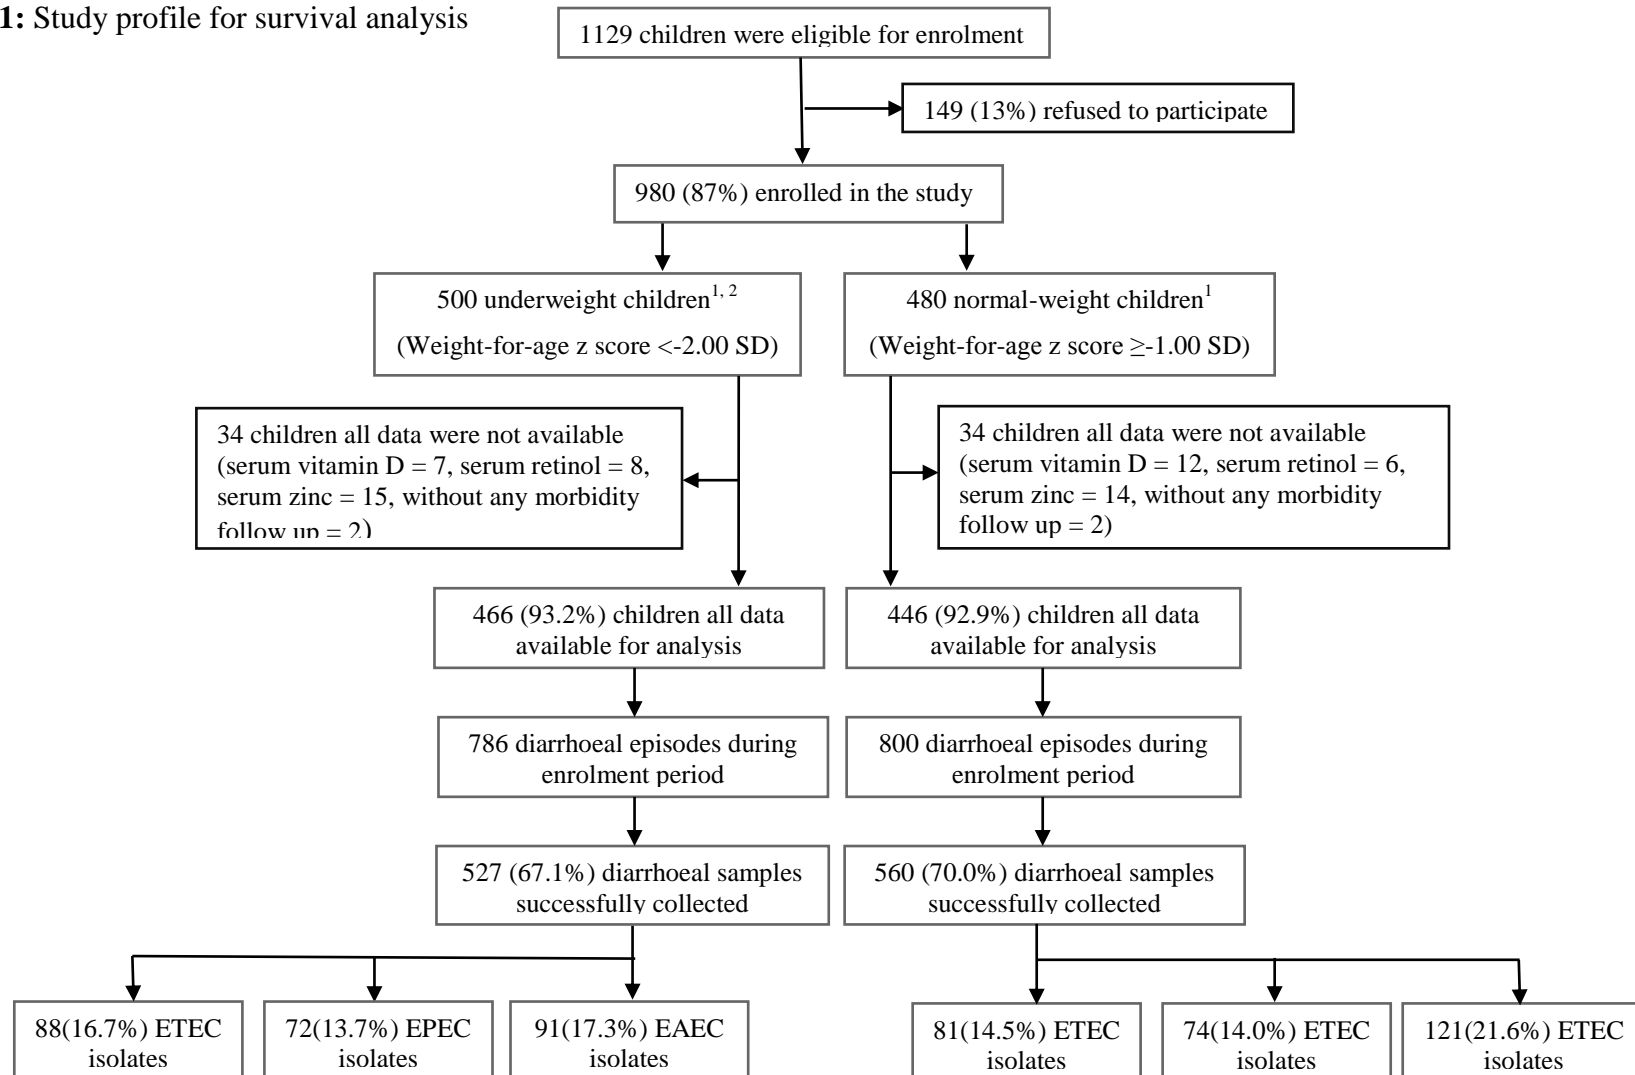 1: Study profile for survival analysis
1129 children were eligible for enrolment
149 (13%) refused to participate
980 (87%) enrolled in the study
500 underweight children1, 2
(Weight-for-age z score <-2.00 SD)
480 normal-weight children1
(Weight-for-age z score ≥-1.00 SD)
34 children all data were not available
(serum vitamin D = 7, serum retinol = 8,
serum zinc = 15, without any morbidity
follow up = 2)
34 children all data were not available
(serum vitamin D = 12, serum retinol = 6,
serum zinc = 14, without any morbidity
follow up = 2)
466 (93.2%) children all data
available for analysis
446 (92.9%) children all data
available for analysis
786 diarrhoeal episodes during
enrolment period
800 diarrhoeal episodes during
enrolment period
527 (67.1%) diarrhoeal samples
successfully collected
560 (70.0%) diarrhoeal samples
successfully collected
88(16.7%) ETEC
isolates
72(13.7%) EPEC
isolates
91(17.3%) EAEC
isolates
81(14.5%) ETEC
isolates
74(14.0%) ETEC
isolates
121(21.6%) ETEC
isolates